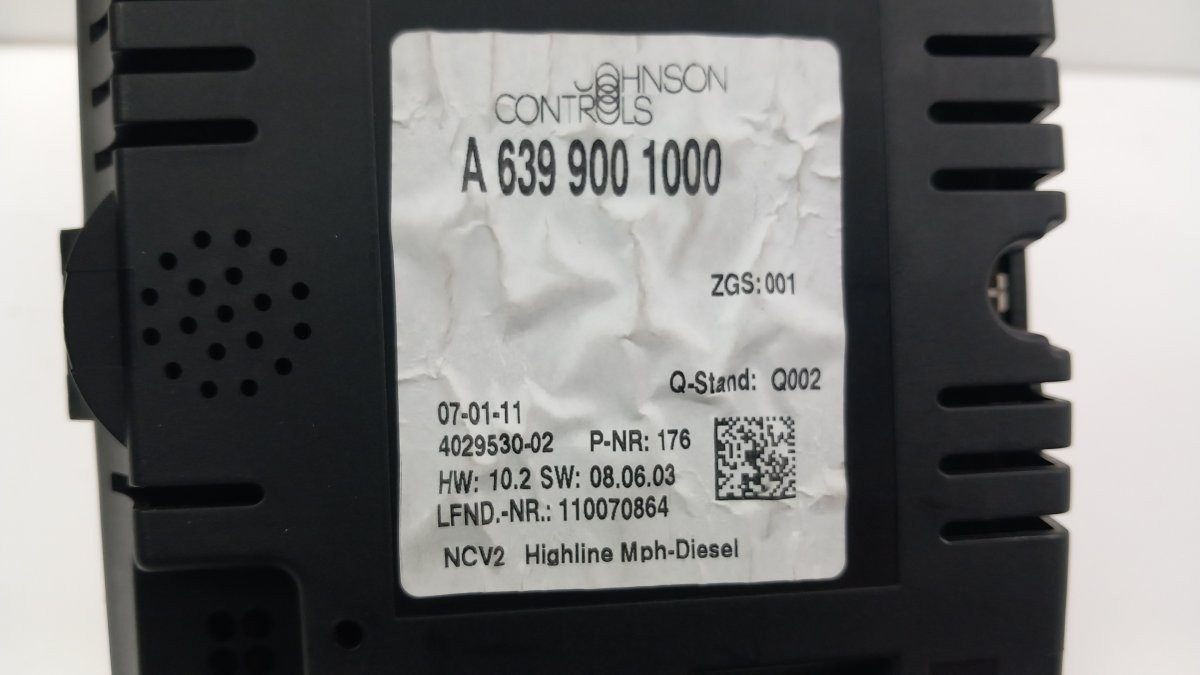 JOHNSON
CONTROLS
A 639 900 1000
ZGS: 001
Q-Stand: Q002
07-01-11
4029530-02 P-NR: 176
HW: 10.2 SW: 08.06.03
LFND.-NR.: 110070864
NCV2 Highline Mph-Diesel